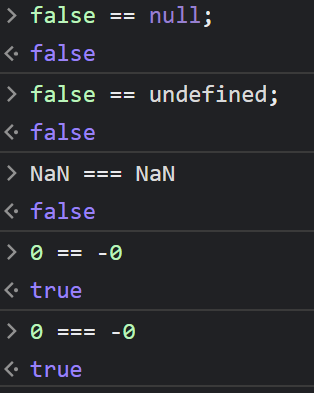 > false == null;
<· false
> false == undefined;
<· false
> NaN === NaN
<· false
> 0 == -0
<· true
> 0 === -0
<· true